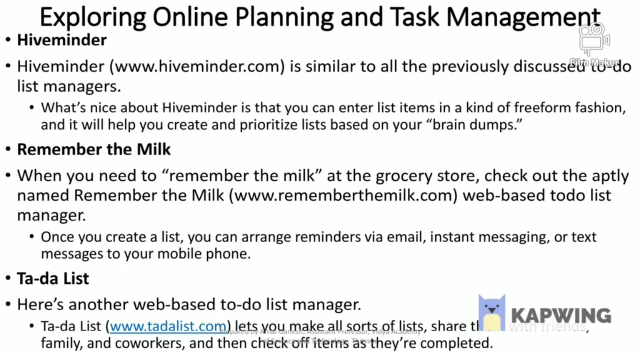 Exploring Online Planning and Task Management
• Hiveminder
• Hiveminder (www.hiveminder.com) is similar to all the previously discussed to-do
list managers.
• What's nice about Hiveminder is that you can enter list items in a kind of freeform fashion,
and it will help you create and prioritize lists based on your "brain dumps."
• Remember the Milk
• When you need to "remember the milk" at the grocery store, check out the aptly
named Remember the Milk (www.rememberthemilk.com) web-based todo list
manager.
• Once you create a list, you can arrange reminders via email, instant messaging, or text
messages to your mobile phone.
• Ta-da List
• Here's another web-based to-do list manager.
• Ta-da List (www.tadalist.com) lets you make all sorts of lists, share
family, and coworkers, and then check off items as they're completed.
Film Maker
KAPWING
with friends,